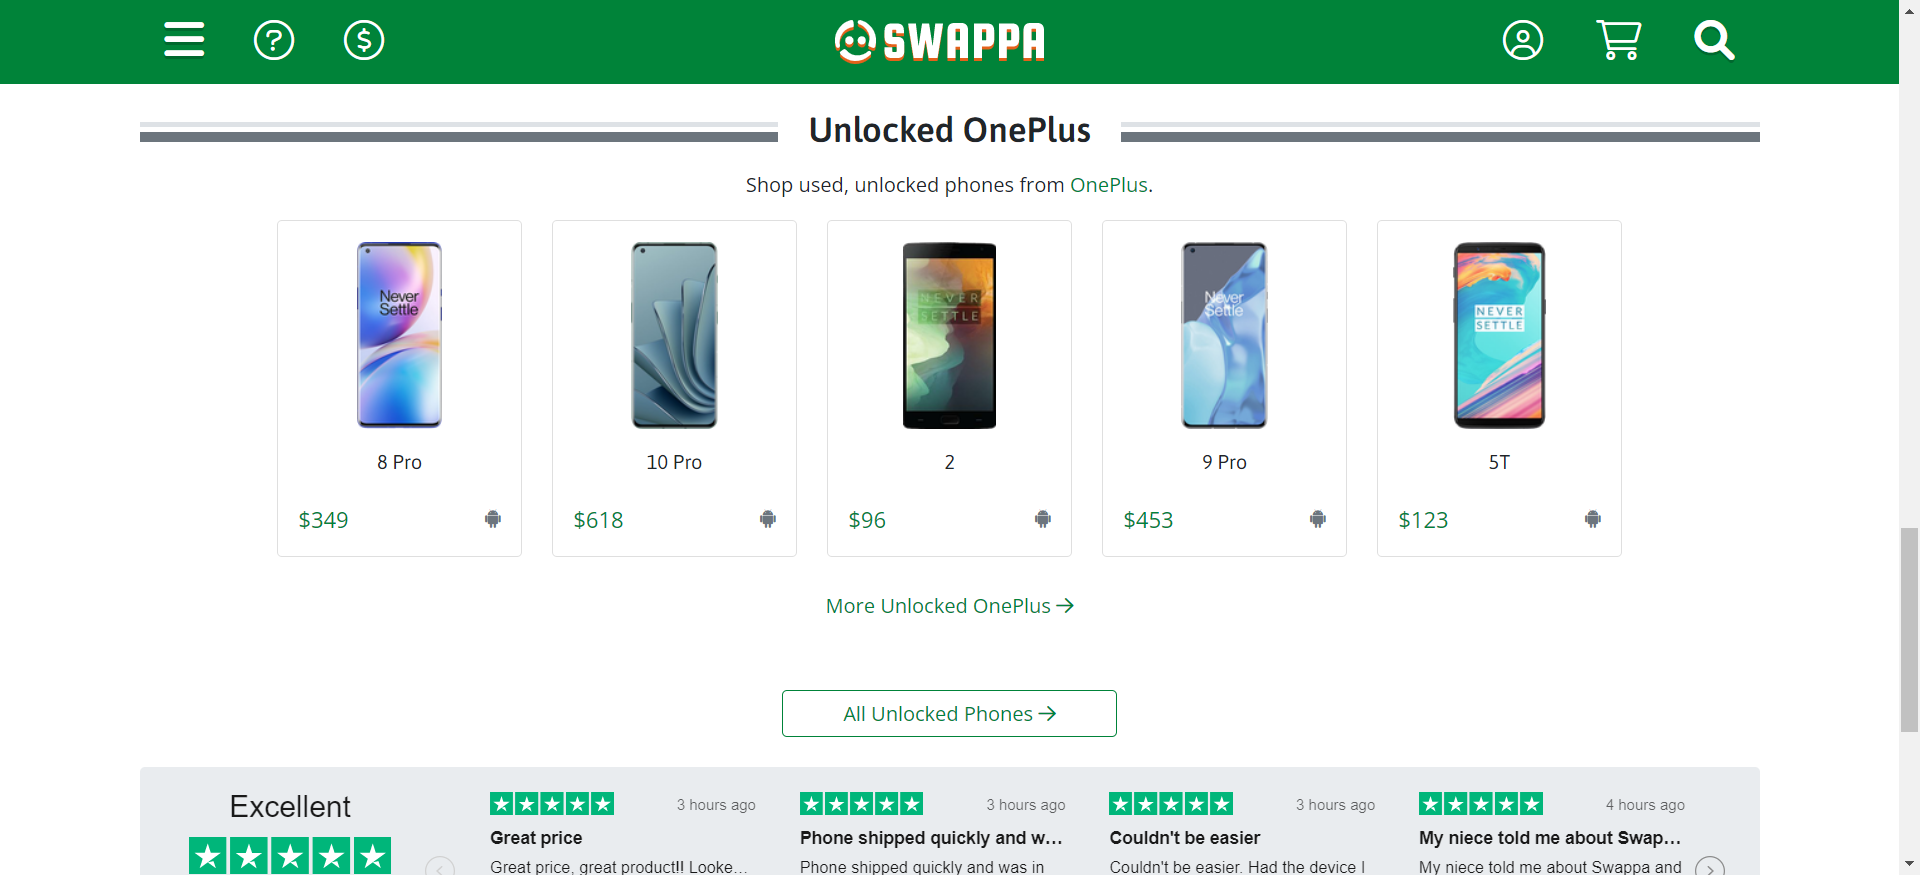 SWAPPA
Unlocked OnePlus
Shop used, unlocked phones from OnePlus.
Never
Settle
NEVER
SETTLE
Never
Settle
NEVER
SETTLE
8 Pro
10 Pro
2
9 Pro
5T
$349
$618
$96
$453
$123
More Unlocked OnePlus →
All Unlocked Phones →
Excellent
3 hours ago
Great price
Great price, great product!! Looke...
3 hours ago
Phone shipped quickly and w...
Phone shipped quickly and was in
3 hours ago
Couldn't be easier
Couldn't be easier. Had the device I
4 hours ago
My niece told me about Swap...
My niece told me about Swappa and